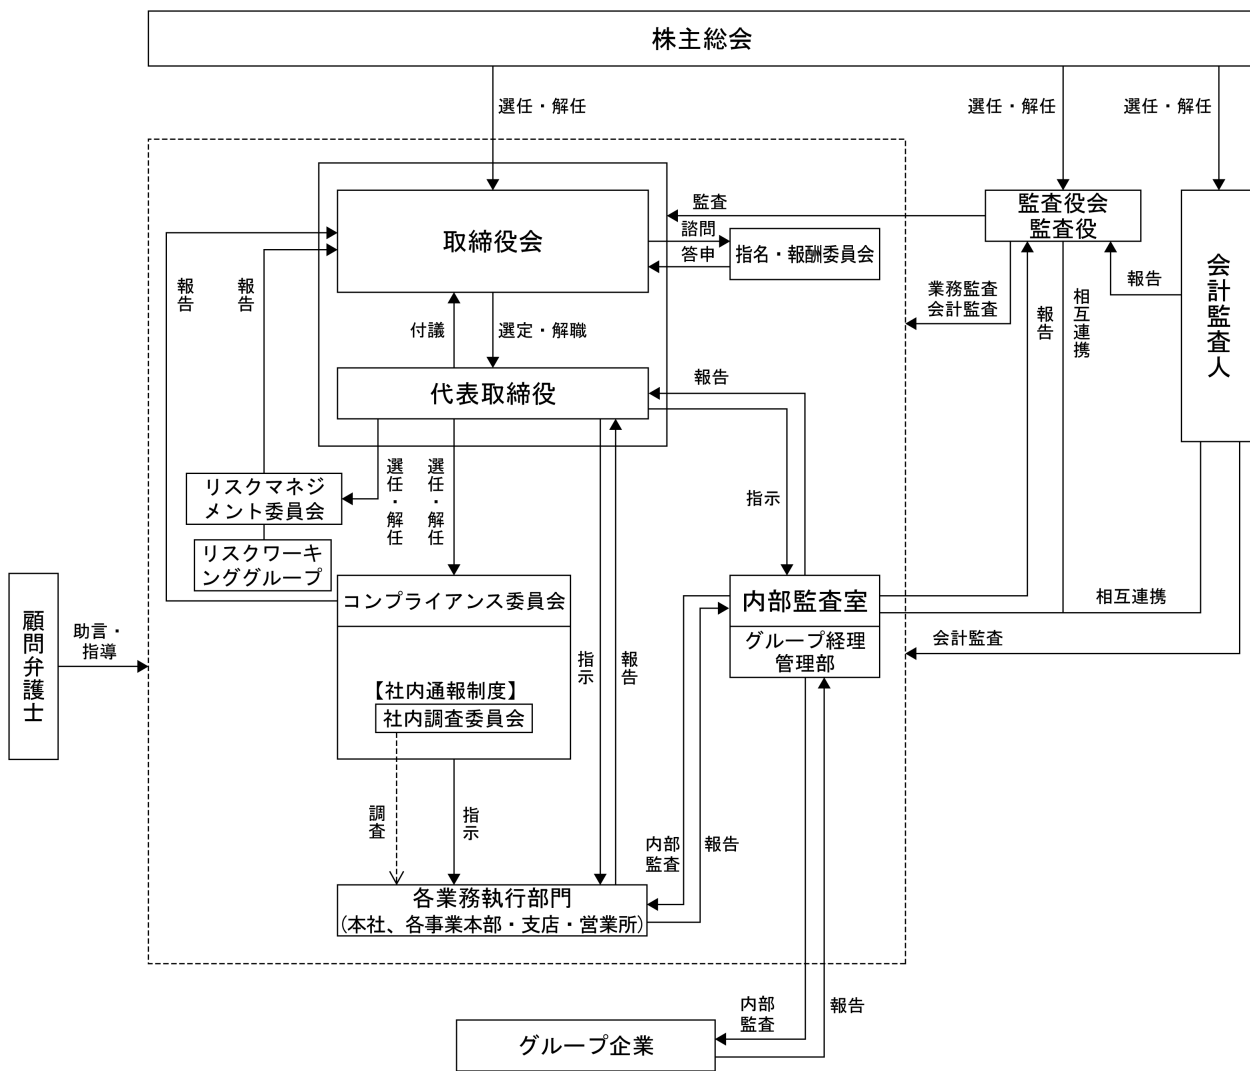 株主総会
選任・解任
選任・解任
選任・解任
取締役会
監査
諮問
答申
指名・報酬委員会
監査役会
監査役
会計監査人
報告
報告
付議
選定・解職
業務監査
会計監査
報告
相互連携
報告
代表取締役
報告
選任・解任
選任・解任
指示
リスクマネジ
メント委員会
リスクワーキ
ンググループ
コンプライアンス委員会
内部監査室
グループ経理
管理部
相互連携
会計監査
顧問弁護士
助言・
指導
指示
報告
【社内通報制度】
社内調査委員会
調査
指示
内部
監査
報告
各業務執行部門
(本社、各事業本部・支店・営業所)
内部
監査
報告
グループ企業